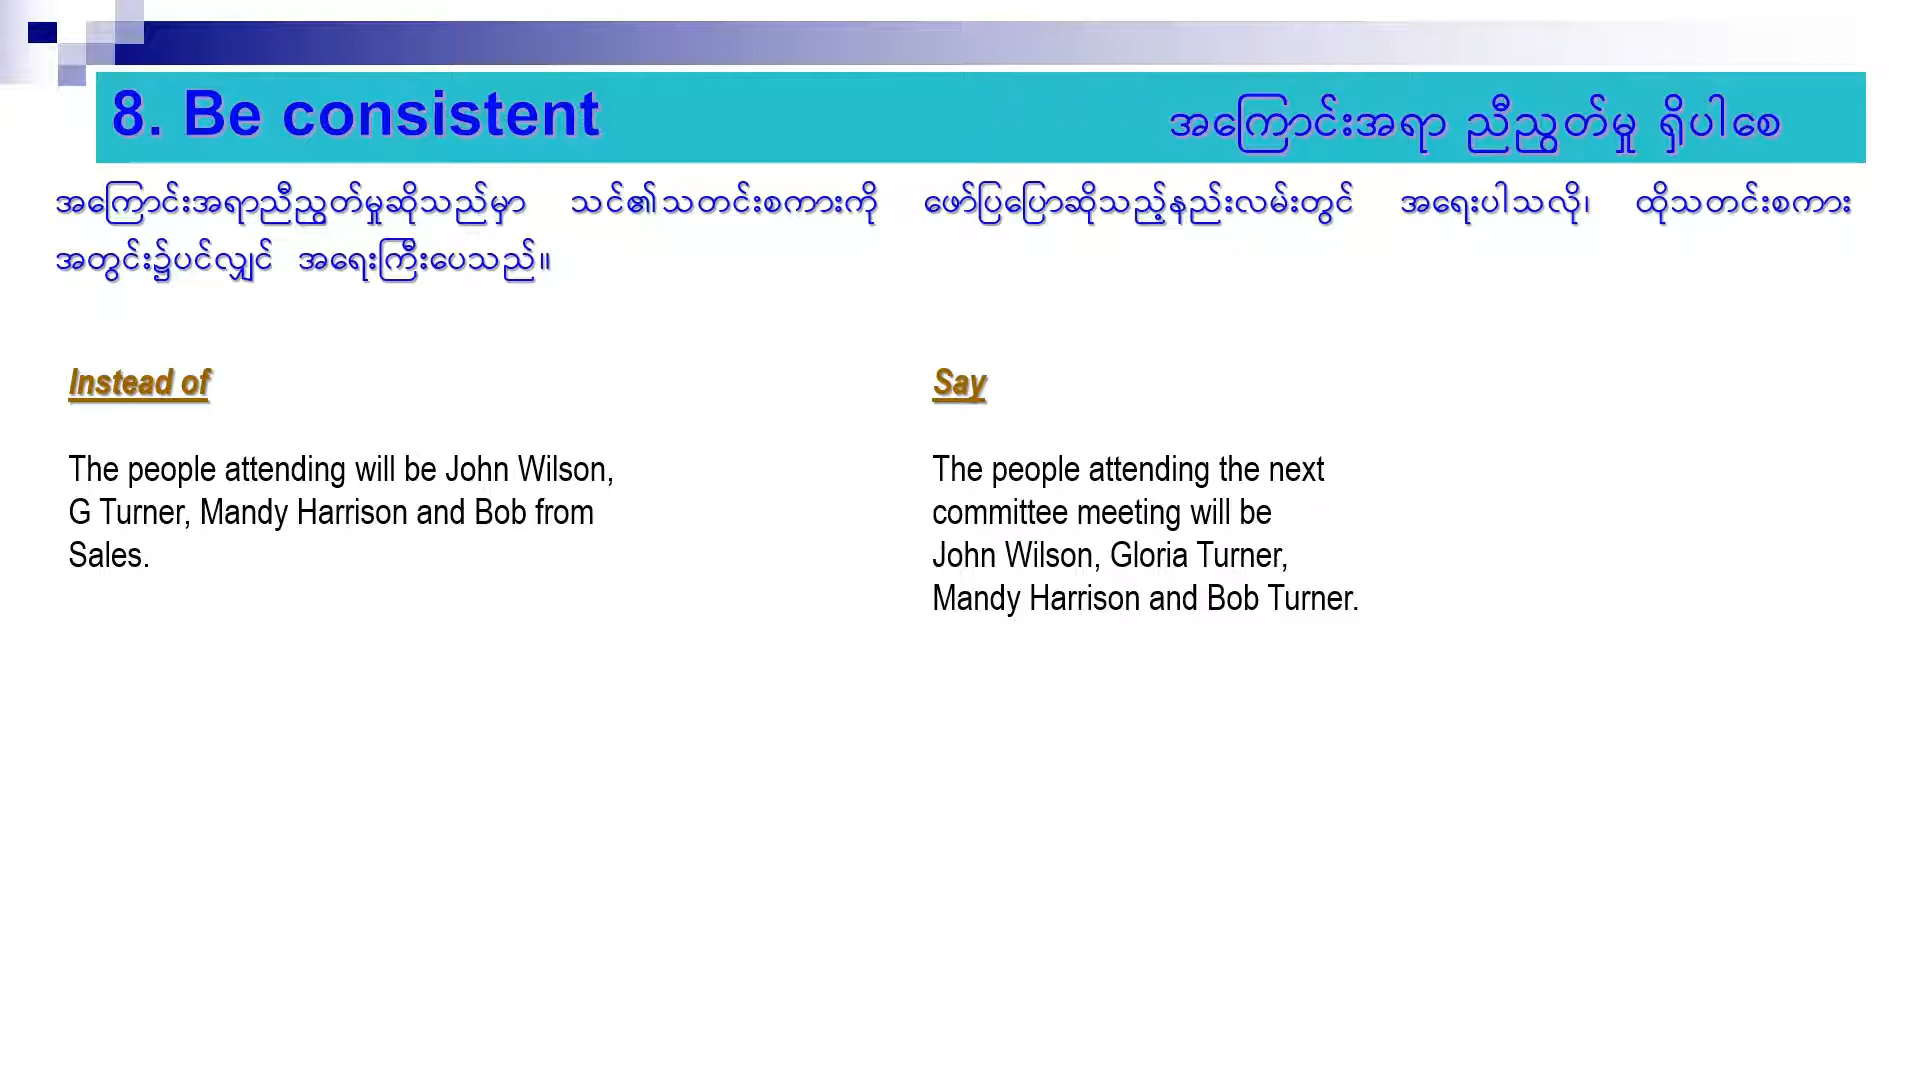 8. Be consistent အကြောင်းအရာ ညီညွတ်မှု ရှိပါစေ
အကြောင်းအရာညီညွတ်မှုဆိုသည်မှာ သင်၏သတင်းစကားကို ဖော်ပြပြောဆိုသည့်နည်းလမ်းတွင် အရေးပါသလို၊ ထိုသတင်းစကား
အတွင်း၌ပင်လျှင် အရေးကြီးပေသည်။
Instead of
The people attending will be John Wilson,
G Turner, Mandy Harrison and Bob from
Sales.
Say
The people attending the next
committee meeting will be
John Wilson, Gloria Turner,
Mandy Harrison and Bob Turner.